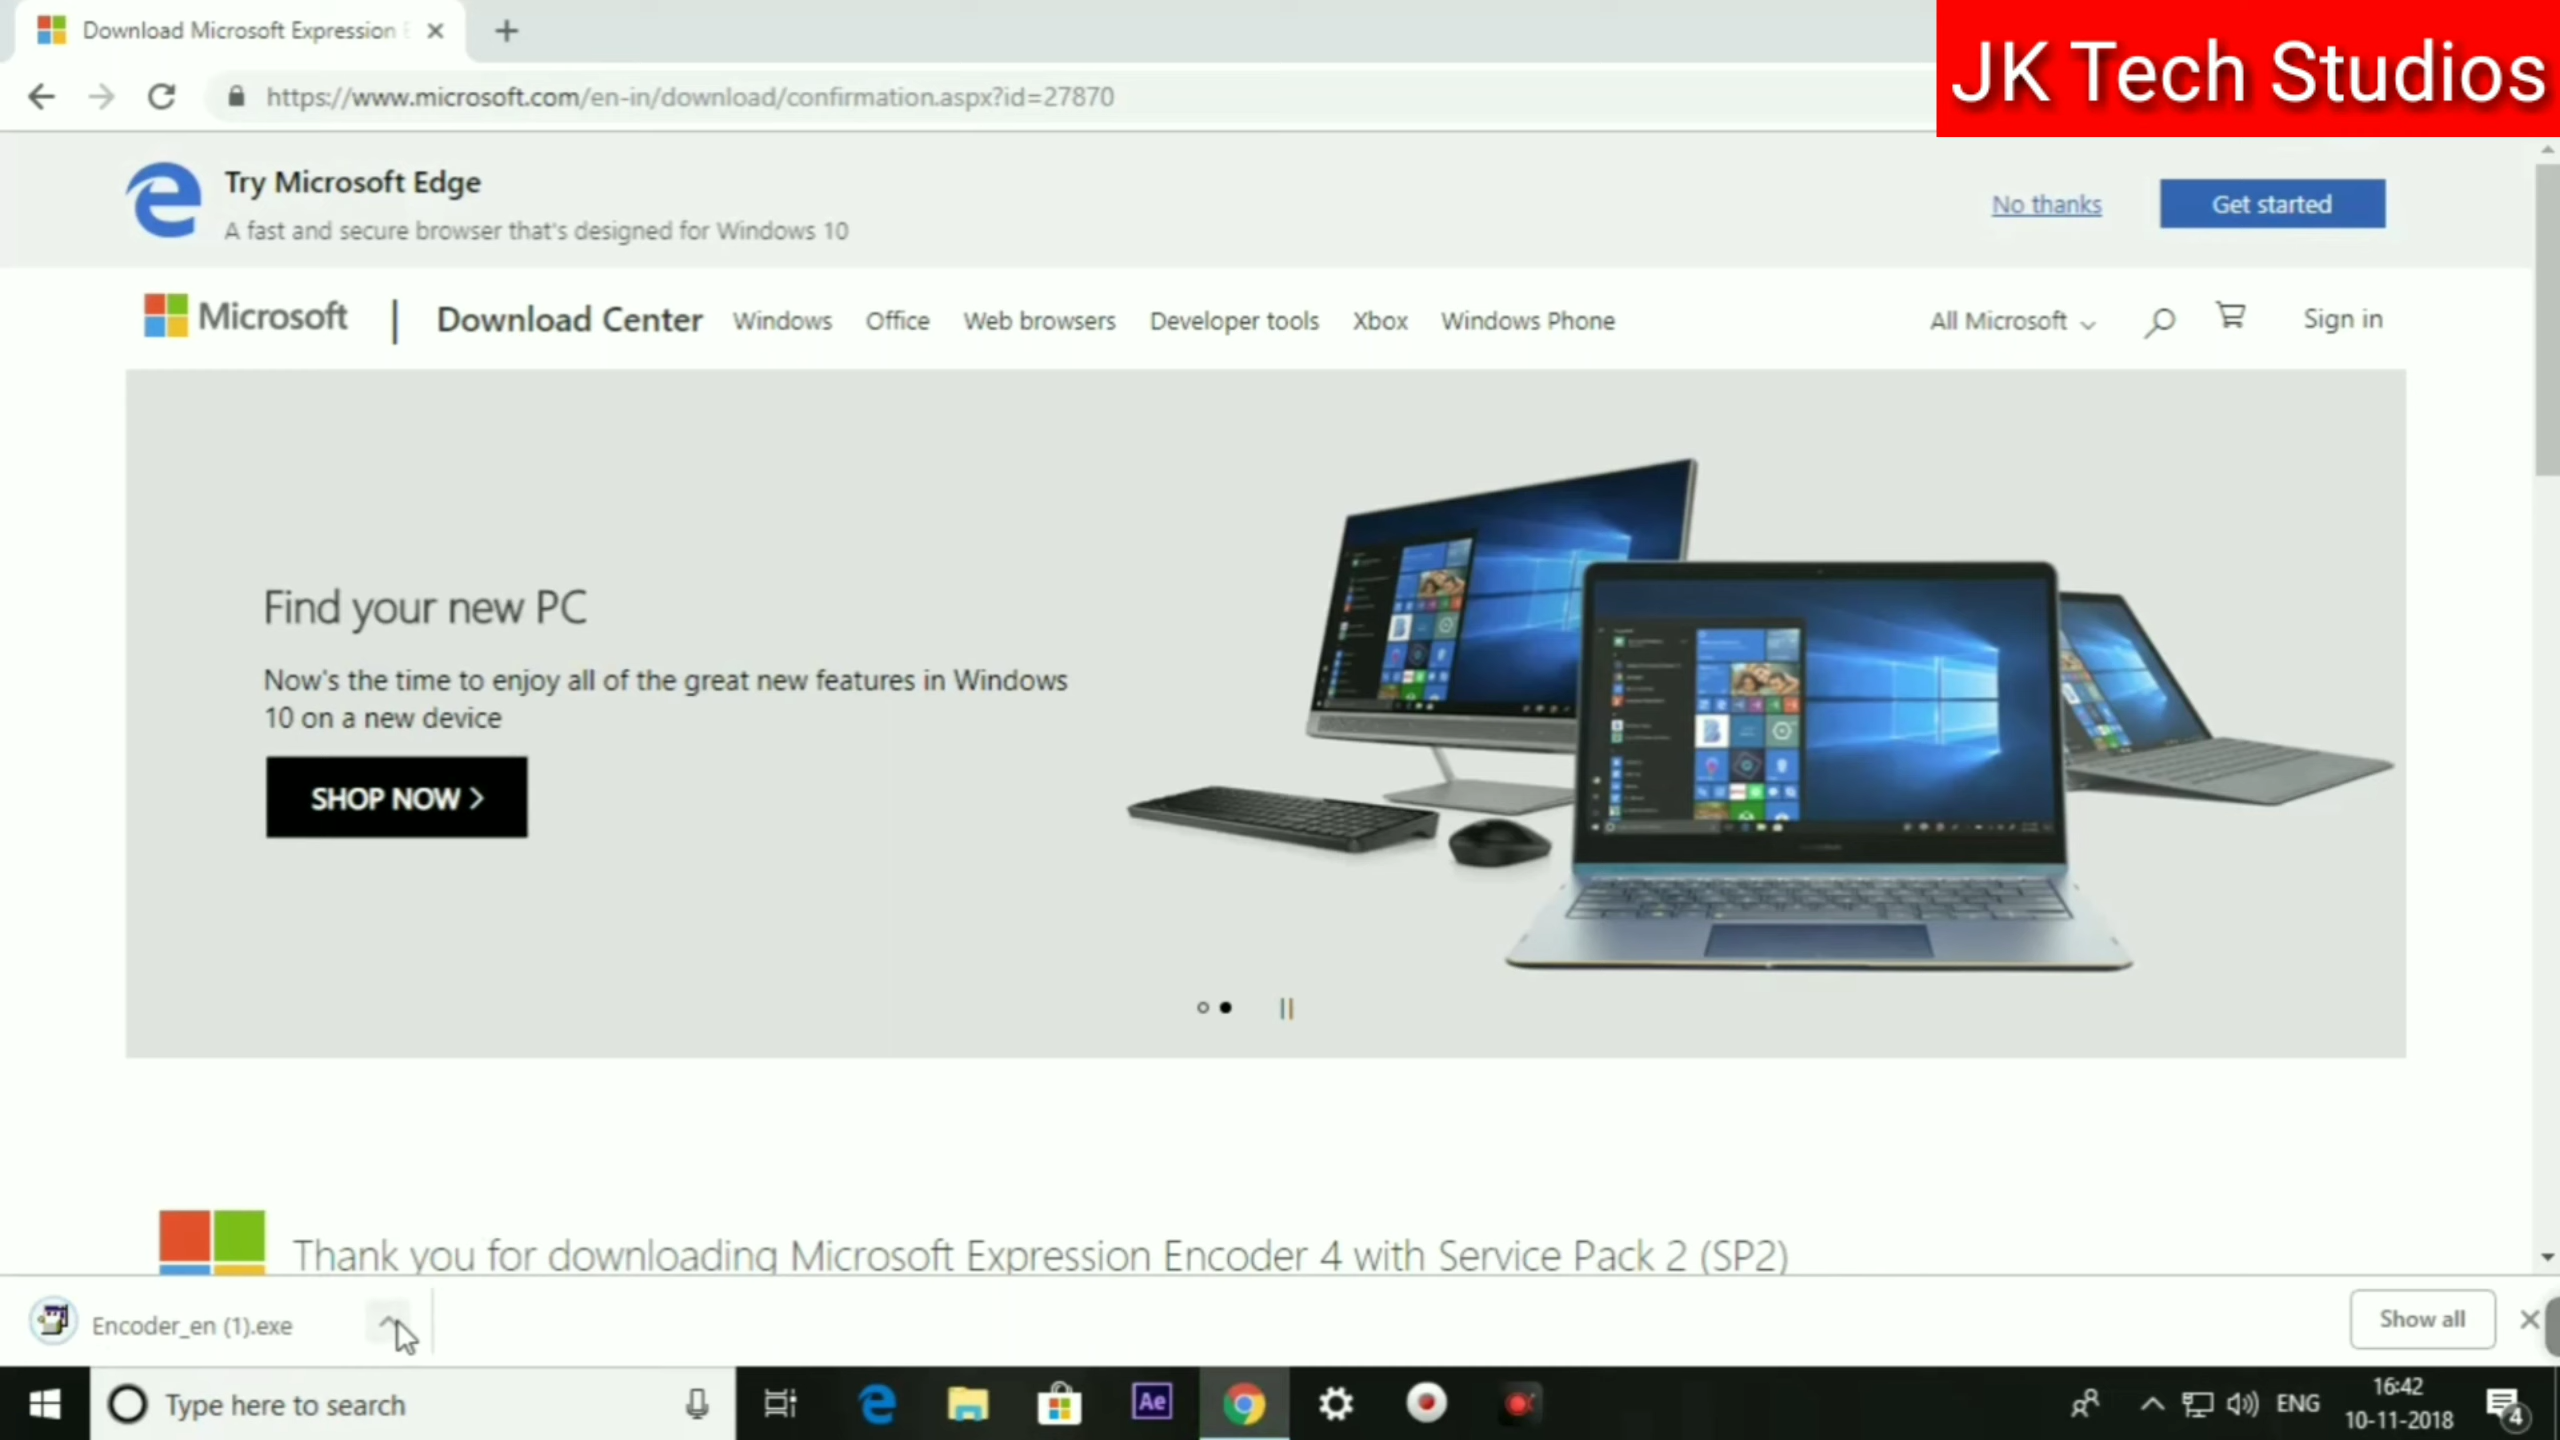 Download Microsoft Expression
JK Tech Studios
https://www.microsoft.com/en-in/download/confirmation.aspx?id=27870
Try Microsoft Edge
A fast and secure browser that's designed for Windows 10
No thanks
Get started
Microsoft | Download Center Windows Office Web browsers Developer tools Xbox Windows Phone All Microsoft Sign in
Find your new PC
Now's the time to enjoy all of the great new features in Windows
10 on a new device
SHOP NOW >
Thank you for downloading Microsoft Expression Encoder 4 with Service Pack 2 (SP2)
Encoder_en (1).exe
Show all
Type here to search
Ae
ENG
16:42
10-11-2018
4